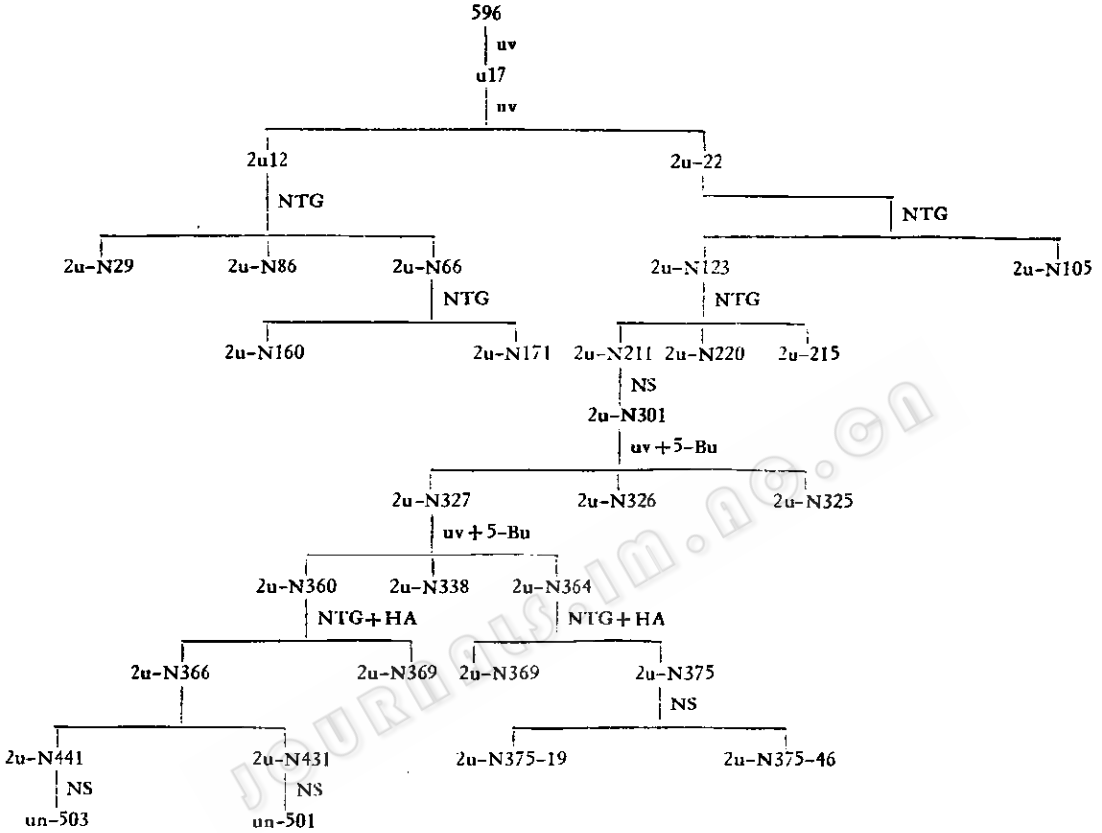 596
uv
u17
uv
2u12
2u-22
NTG
NTG
2u-N29
2u-N86
2u-N66
2u-N123
2u-N105
NTG
NTG
2u-N160
2u-N171
2u-N211
2u-N220
2u-215
NS
2u-N301
uv+5-Bu
2u-N327
2u-N326
2u-N325
uv+5-Bu
2u-N360
2u-N338
2u-N364
NTG+HA
NTG+HA
2u-N366
2u-N369
2u-N369
2u-N375
NS
2u-N441
2u-N431
2u-N375-19
2u-N375-46
NS
NS
un-503
un-501
JOURNALS.IM.AC.CN